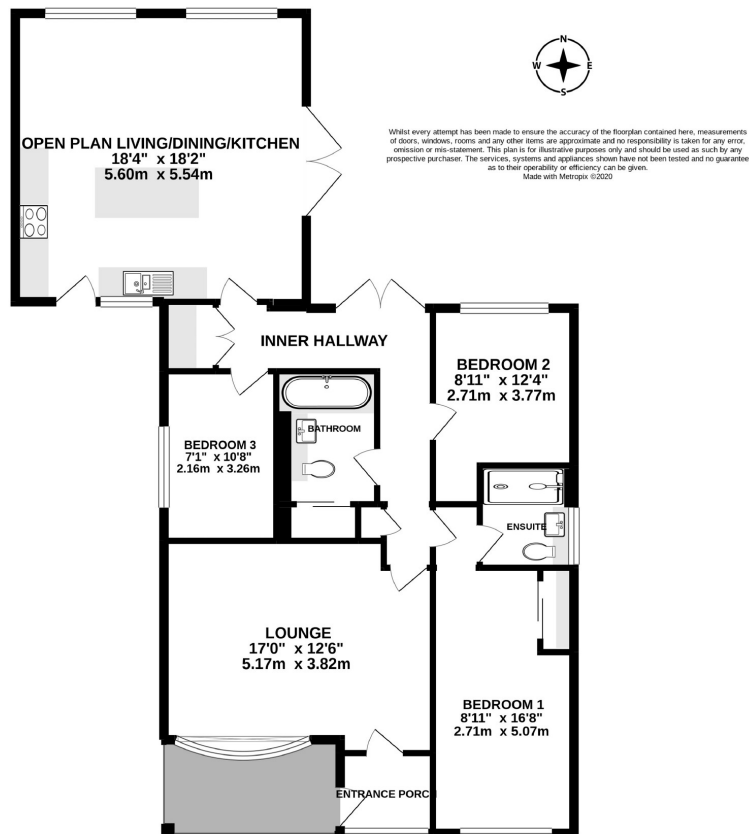 N
W E
S
Whilst every attempt has been made to ensure the accuracy of the floorplan contained here, measurements
of doors, windows, rooms and any other items are approximate and no responsibility is taken for any error,
omission or mis-statement. This plan is for illustrative purposes only and should be used as such by any
prospective purchaser. The services, systems and appliances shown have not been tested and no guarantee
as to their operability or efficiency can be given.
Made with Metropix ©2020
OPEN PLAN LIVING/DINING/KITCHEN
18'4" x 18'2"
5.60m x 5.54m
INNER HALLWAY
BEDROOM 2
8'11" x 12'4"
2.71m x 3.77m
BATHROOM
BEDROOM 3
7'1" x 10'8"
2.16m x 3.26m
ENSUITE
LOUNGE
17'0" x 12'6"
5.17m x 3.82m
BEDROOM 1
8'11" x 16'8"
2.71m x 5.07m
ENTRANCE PORCH